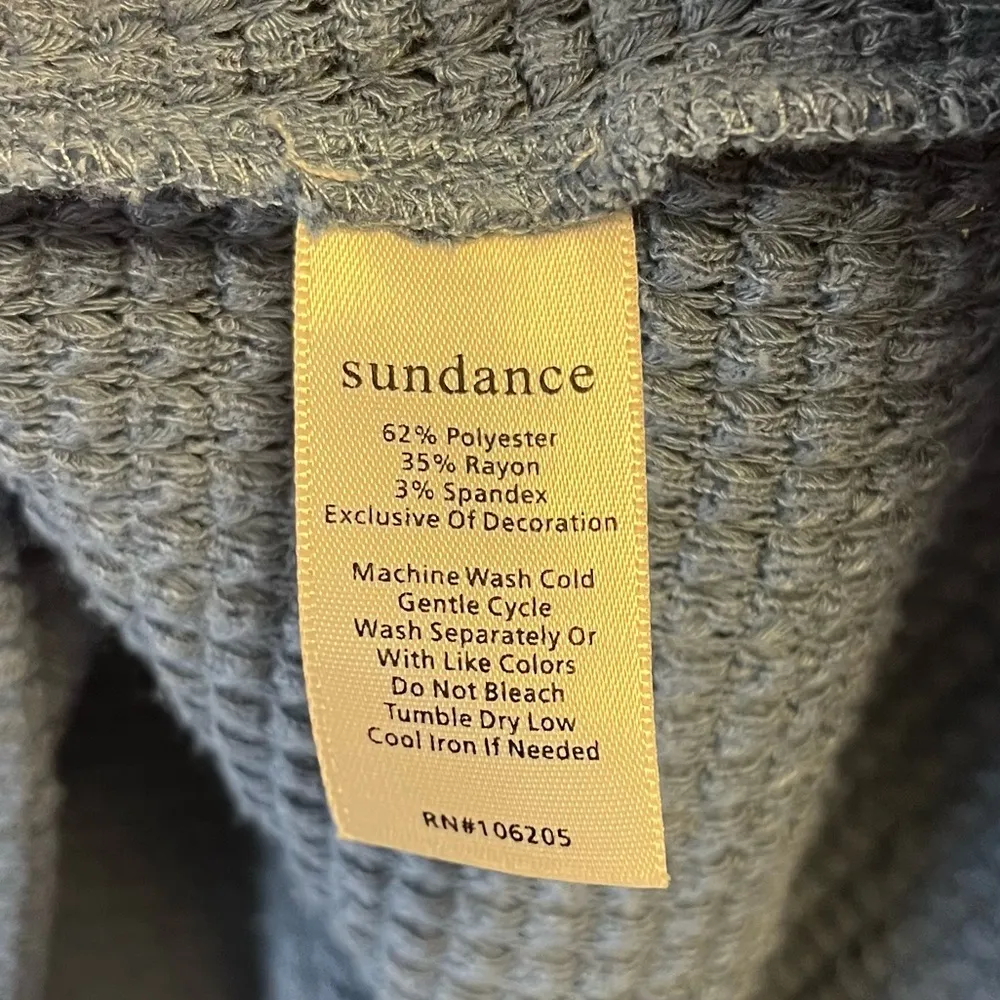 sundance
62% Polyester
35% Rayon
3% Spandex
Exclusive Of Decoration
Machine Wash Cold
Gentle Cycle
Wash Separately Or
With Like Colors
Do Not Bleach
Tumble Dry Low
Cool Iron If Needed
RN#106205